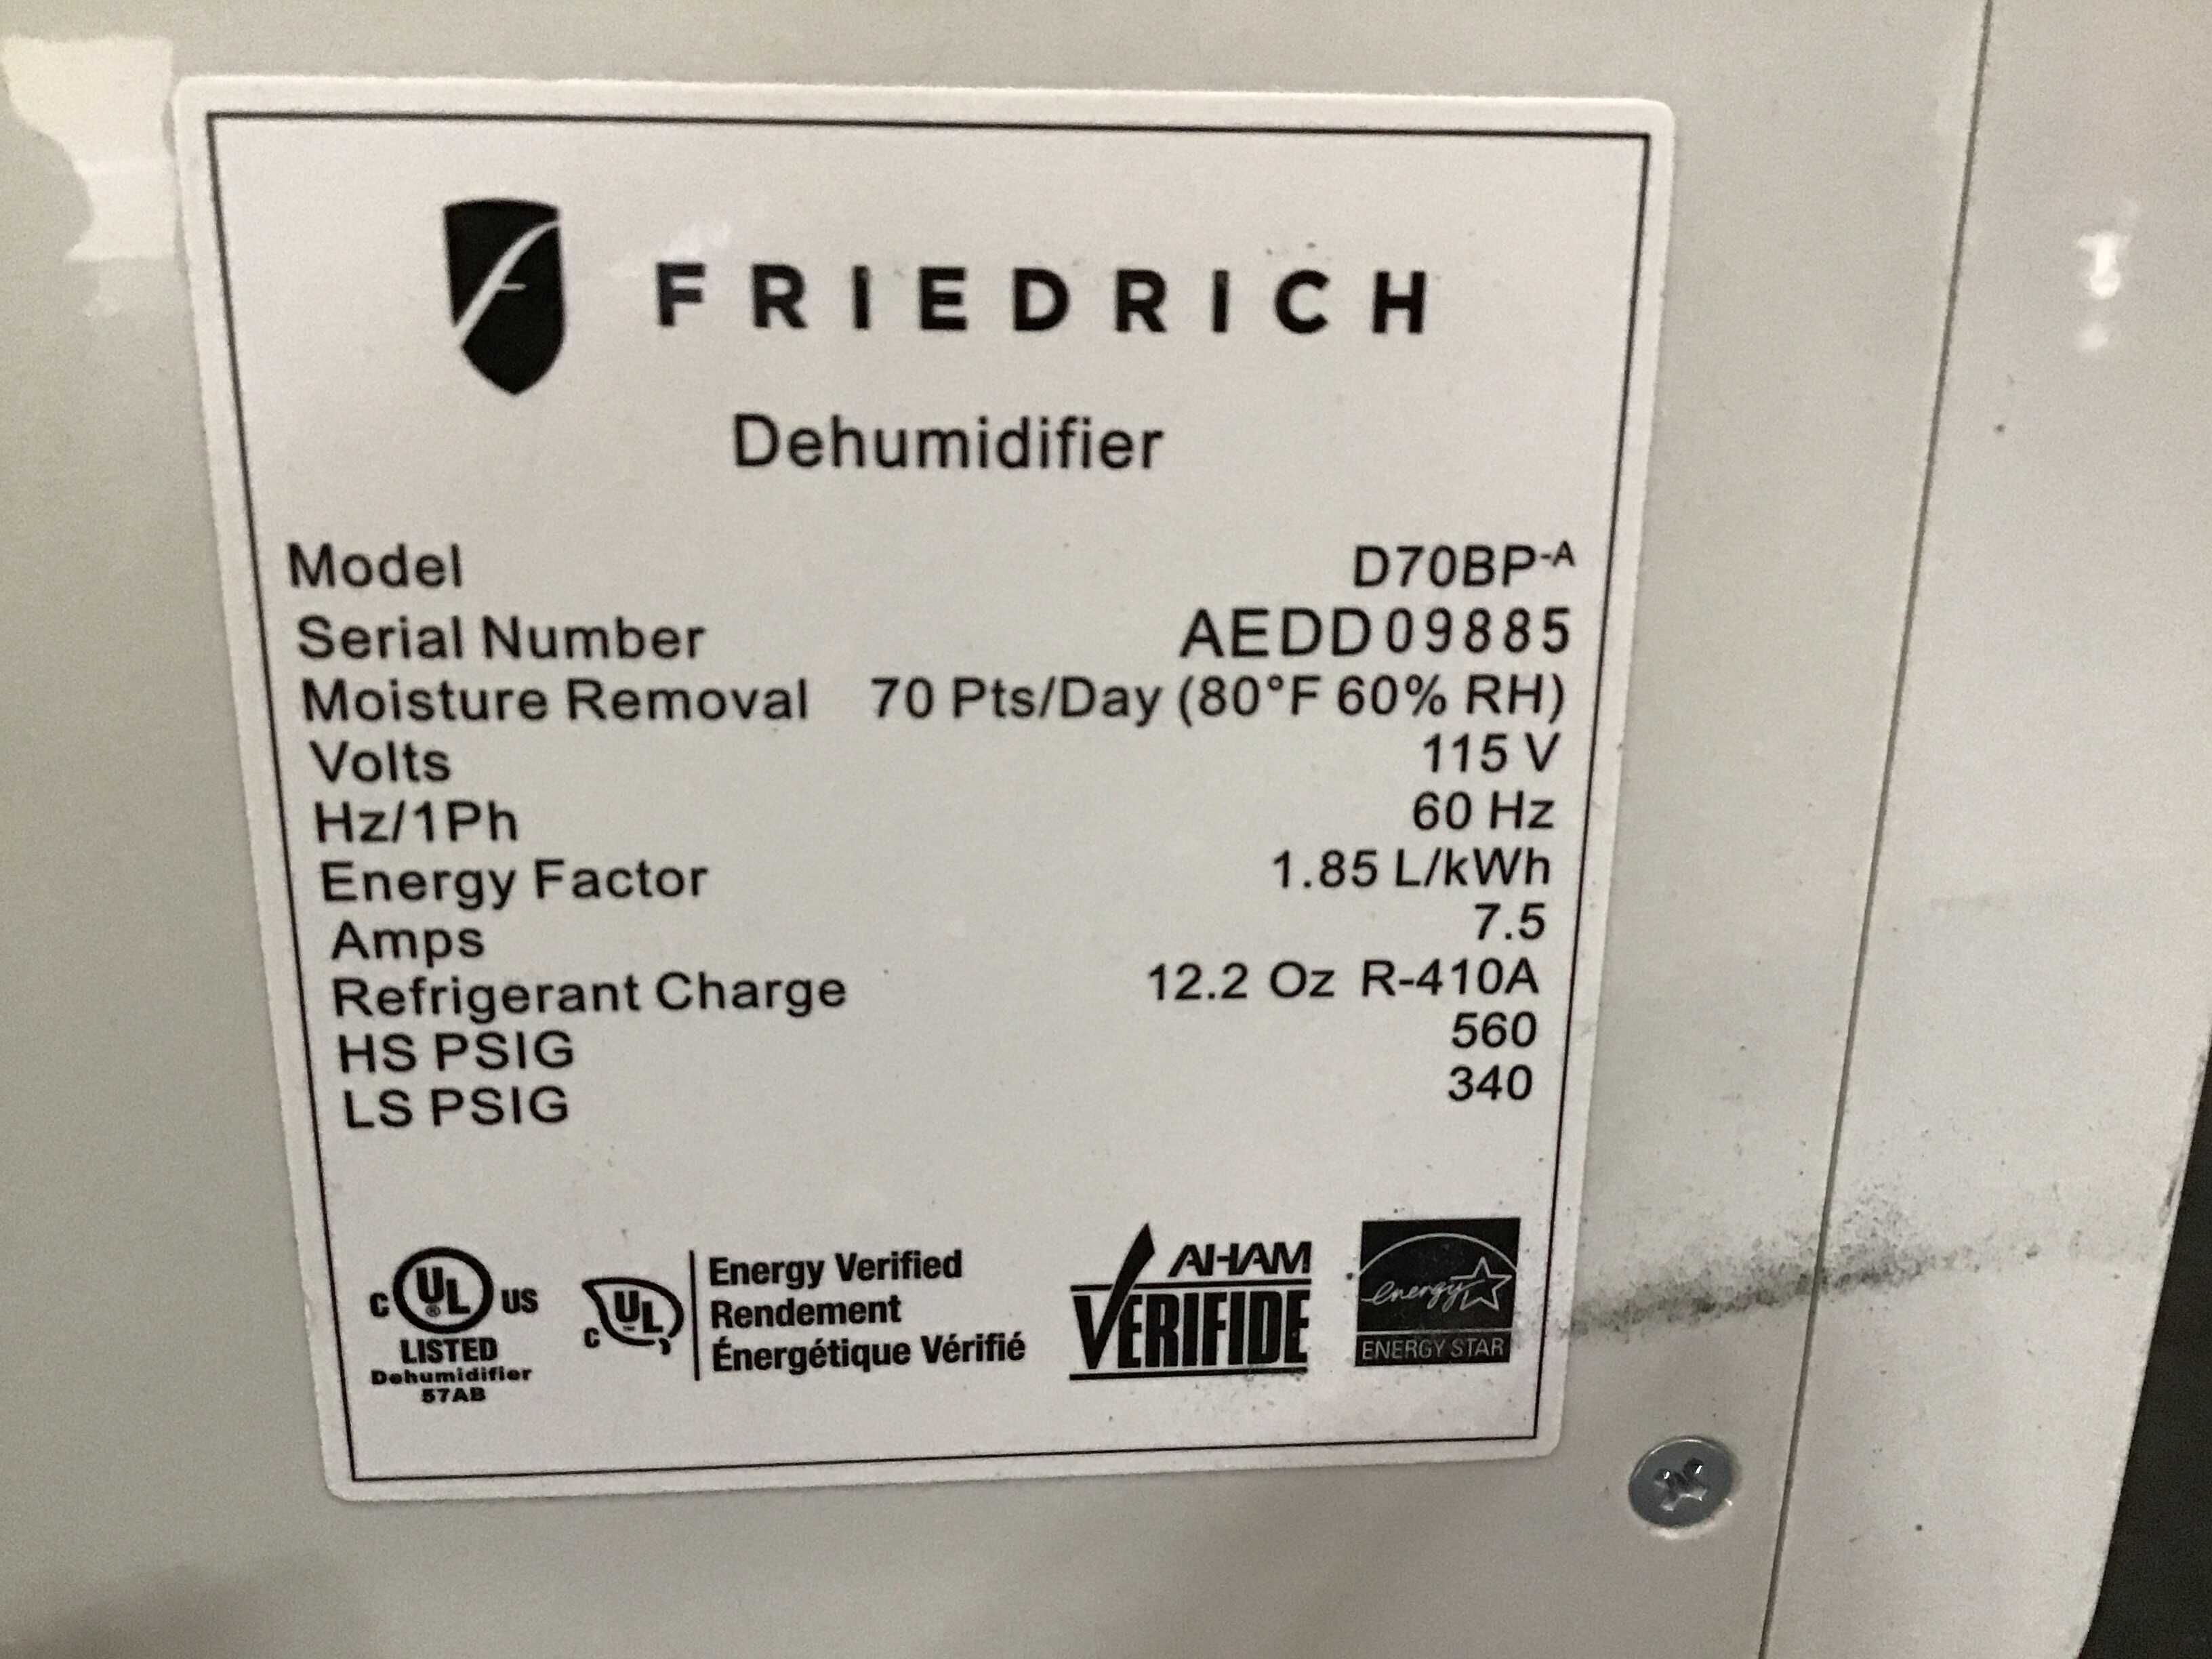 FRIEDRICH
Dehumidifier
Model D70BP-A
Serial Number AEDD09885
Moisture Removal 70 Pts/Day (80°F 60% RH)
Volts 115 V
Hz/1Ph 60 Hz
Energy Factor 1.85 L/kWh
Amps 7.5
Refrigerant Charge 12.2 Oz R-410A
HS PSIG 560
LS PSIG 340
C UL ® US
LISTED
Dehumidifier
57AB
C UL
Energy Verified
Rendement
Énergétique Vérifié
AHAM
VERIFIDE
energy
ENERGY STAR